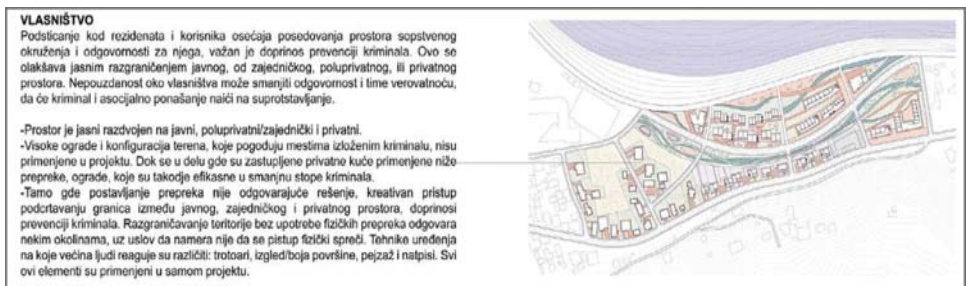 VLASNIŠTVO
Podsticanje kod rezidenata i korisnika osećaja posedovanja prostora sopstvenog
okruženja i odgovornosti za njega, važan je doprinos prevenciji kriminala. Ovo se
olakšava jasnim razgraničenjem javnog, od zajedničkog, poluprivatnog, ili privatnog
prostora. Nepouzdanost oko vlasništva može smanjiti odgovornost i time verovatnoću,
da će kriminal i asocijalno ponašanje naići na suprotstavljanje.
-Prostor je jasni razdvojen na javni, poluprivatni/zajednički i privatni.
-Visoke ograde i konfiguracija terena, koje pogoduju mestima izloženim kriminalu, nisu
primenjene u projektu. Dok se u delu gde su zastupljene privatne kuće primenjene niže
prepreke, ograde, koje su takodje efikasne u smanjnu stope kriminala.
-Tamo gde postavljanje prepreka nije odgovarajuće rešenje, kreativan pristup
podcrtavanju granica između javnog, zajedničkog i privatnog prostora, doprinosi
prevenciji kriminala. Razgraničavanje teritorije bez upotrebe fizičkih prepreka odgovara
nekim okolinama, uz uslov da namera nije da se pistup fizički spreči. Tehnike uređenja
na koje većina ljudi reaguje su različiti: trotoari, izgled/boja površine, pejzaž i natpisi. Svi
ovi elementi su primenjeni u samom projektu.